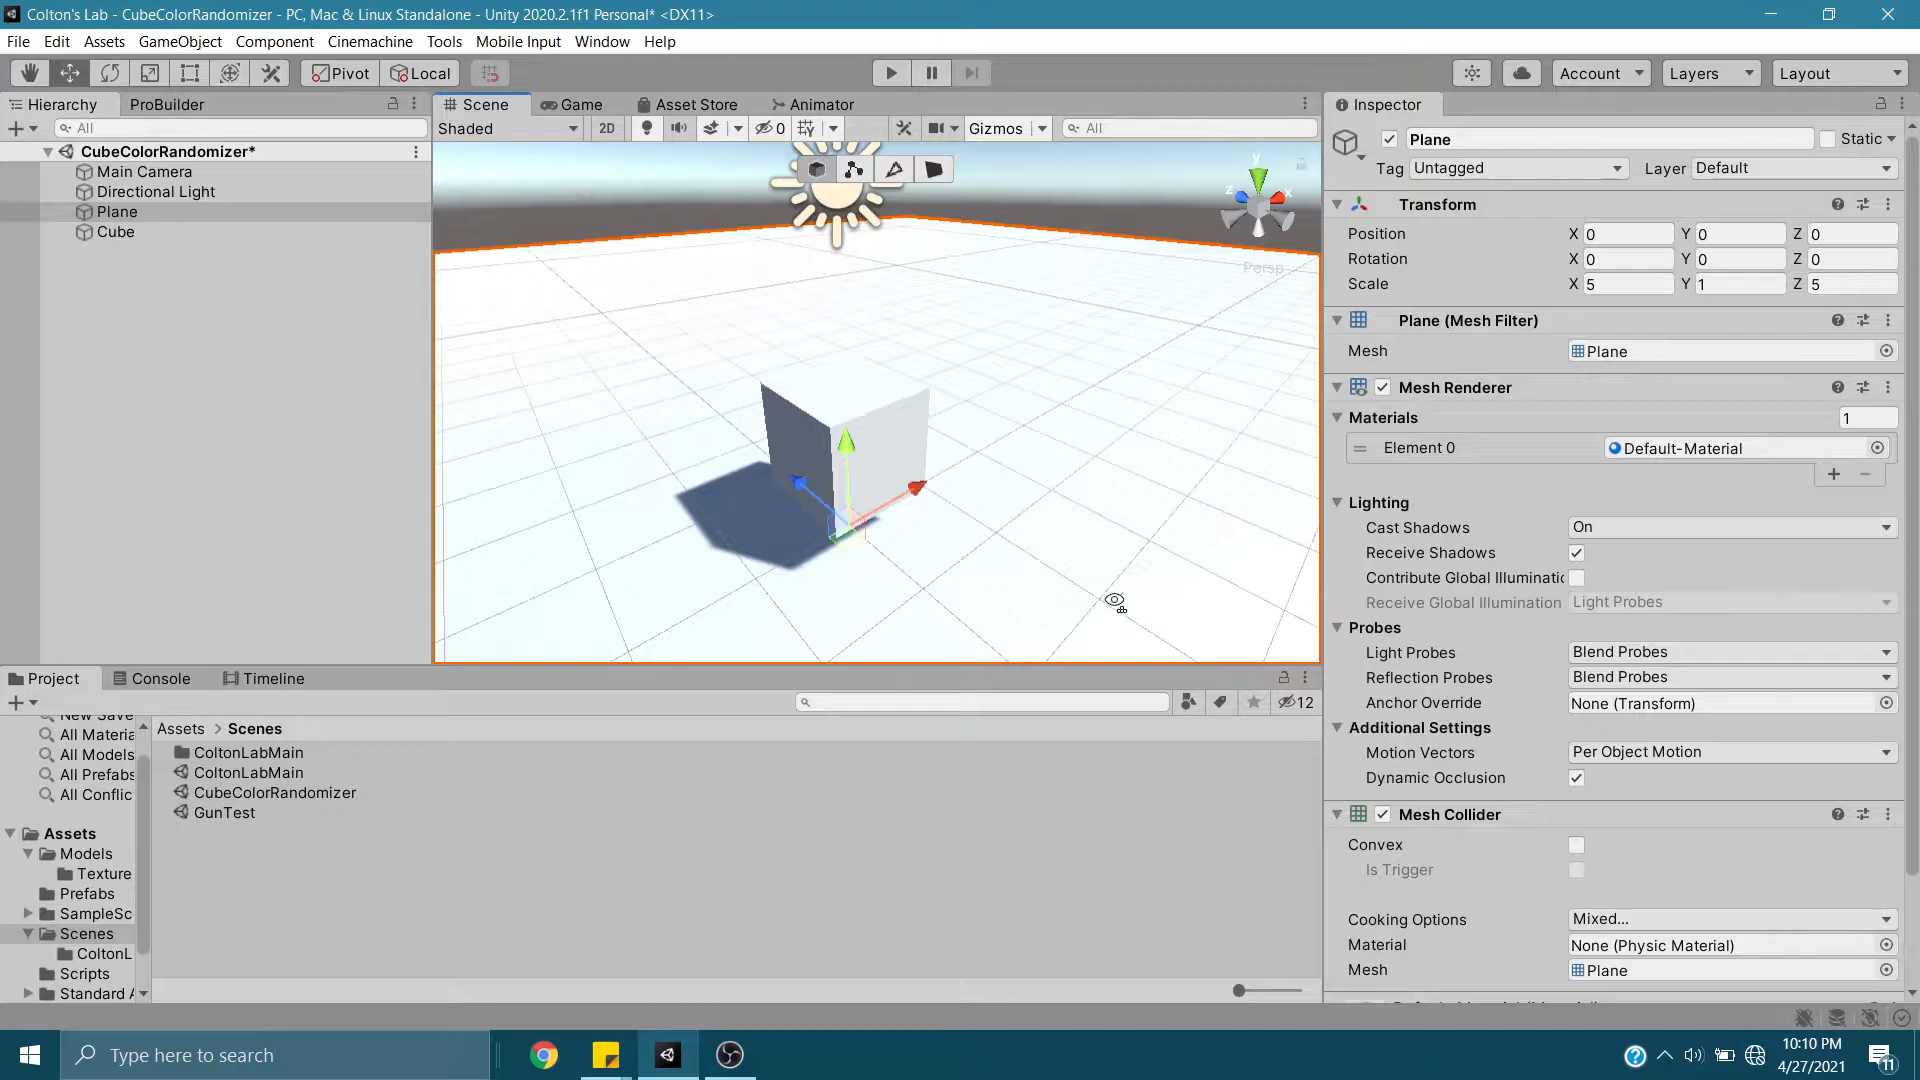 Colton's Lab - CubeColorRandomizer - PC, Mac & Linux Standalone - Unity 2020.2.1f1 Personal* <DX11>
File Edit Assets GameObject Component Cinemachine Tools Mobile Input Window Help
Pivot Local Account Layers Layout
Hierarchy ProBuilder
All
CubeColorRandomizer*
Main Camera
Directional Light
Plane
Cube
Scene Game Asset Store Animator
Shaded 2D 0 Gizmos All
y
z x
Persp
Inspector
Plane Static
Tag Untagged Layer Default
Transform
Position X 0 Y 0 Z 0
Rotation X 0 Y 0 Z 0
Scale X 5 Y 1 Z 5
Plane (Mesh Filter)
Mesh Plane
Mesh Renderer
Materials 1
Element 0 Default-Material
Lighting
Cast Shadows On
Receive Shadows
Contribute Global Illuminatic
Receive Global Illumination Light Probes
Probes
Light Probes Blend Probes
Reflection Probes Blend Probes
Anchor Override None (Transform)
Additional Settings
Motion Vectors Per Object Motion
Dynamic Occlusion
Mesh Collider
Convex
Is Trigger
Cooking Options Mixed...
Material None (Physic Material)
Mesh Plane
Project Console Timeline
12
New Save
All Materia
All Models
All Prefabs
All Conflic
Assets
Models
Texture
Prefabs
SampleSc
Scenes
ColtonL
Scripts
Standard A
Assets > Scenes
ColtonLabMain
ColtonLabMain
CubeColorRandomizer
GunTest
Type here to search
10:10 PM
4/27/2021
11